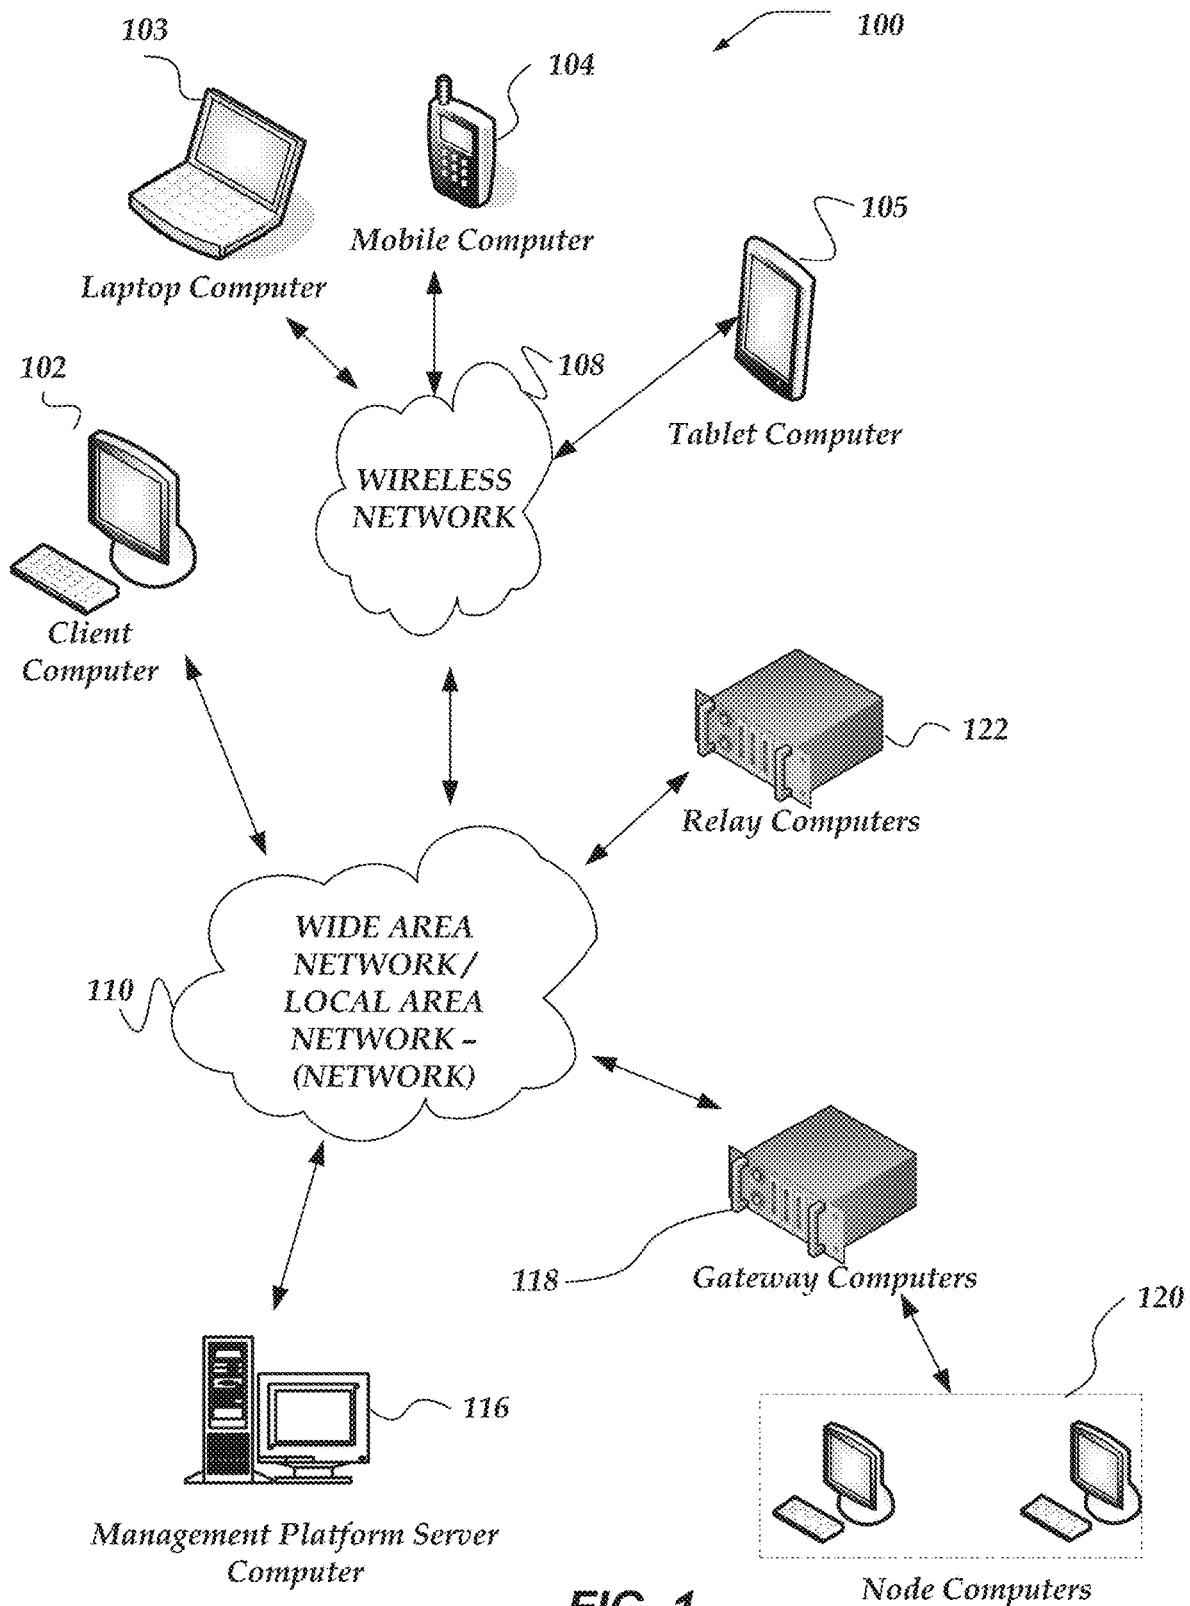 103
100
104
105
Mobile Computer
Laptop Computer
108
102
Tablet Computer
WIRELESS
NETWORK
Client
Computer
122
Relay Computers
WIDE AREA
NETWORK /
LOCAL AREA
NETWORK –
(NETWORK)
110
118
Gateway Computers
120
116
Management Platform Server
Computer
Node Computers
FIG. 1